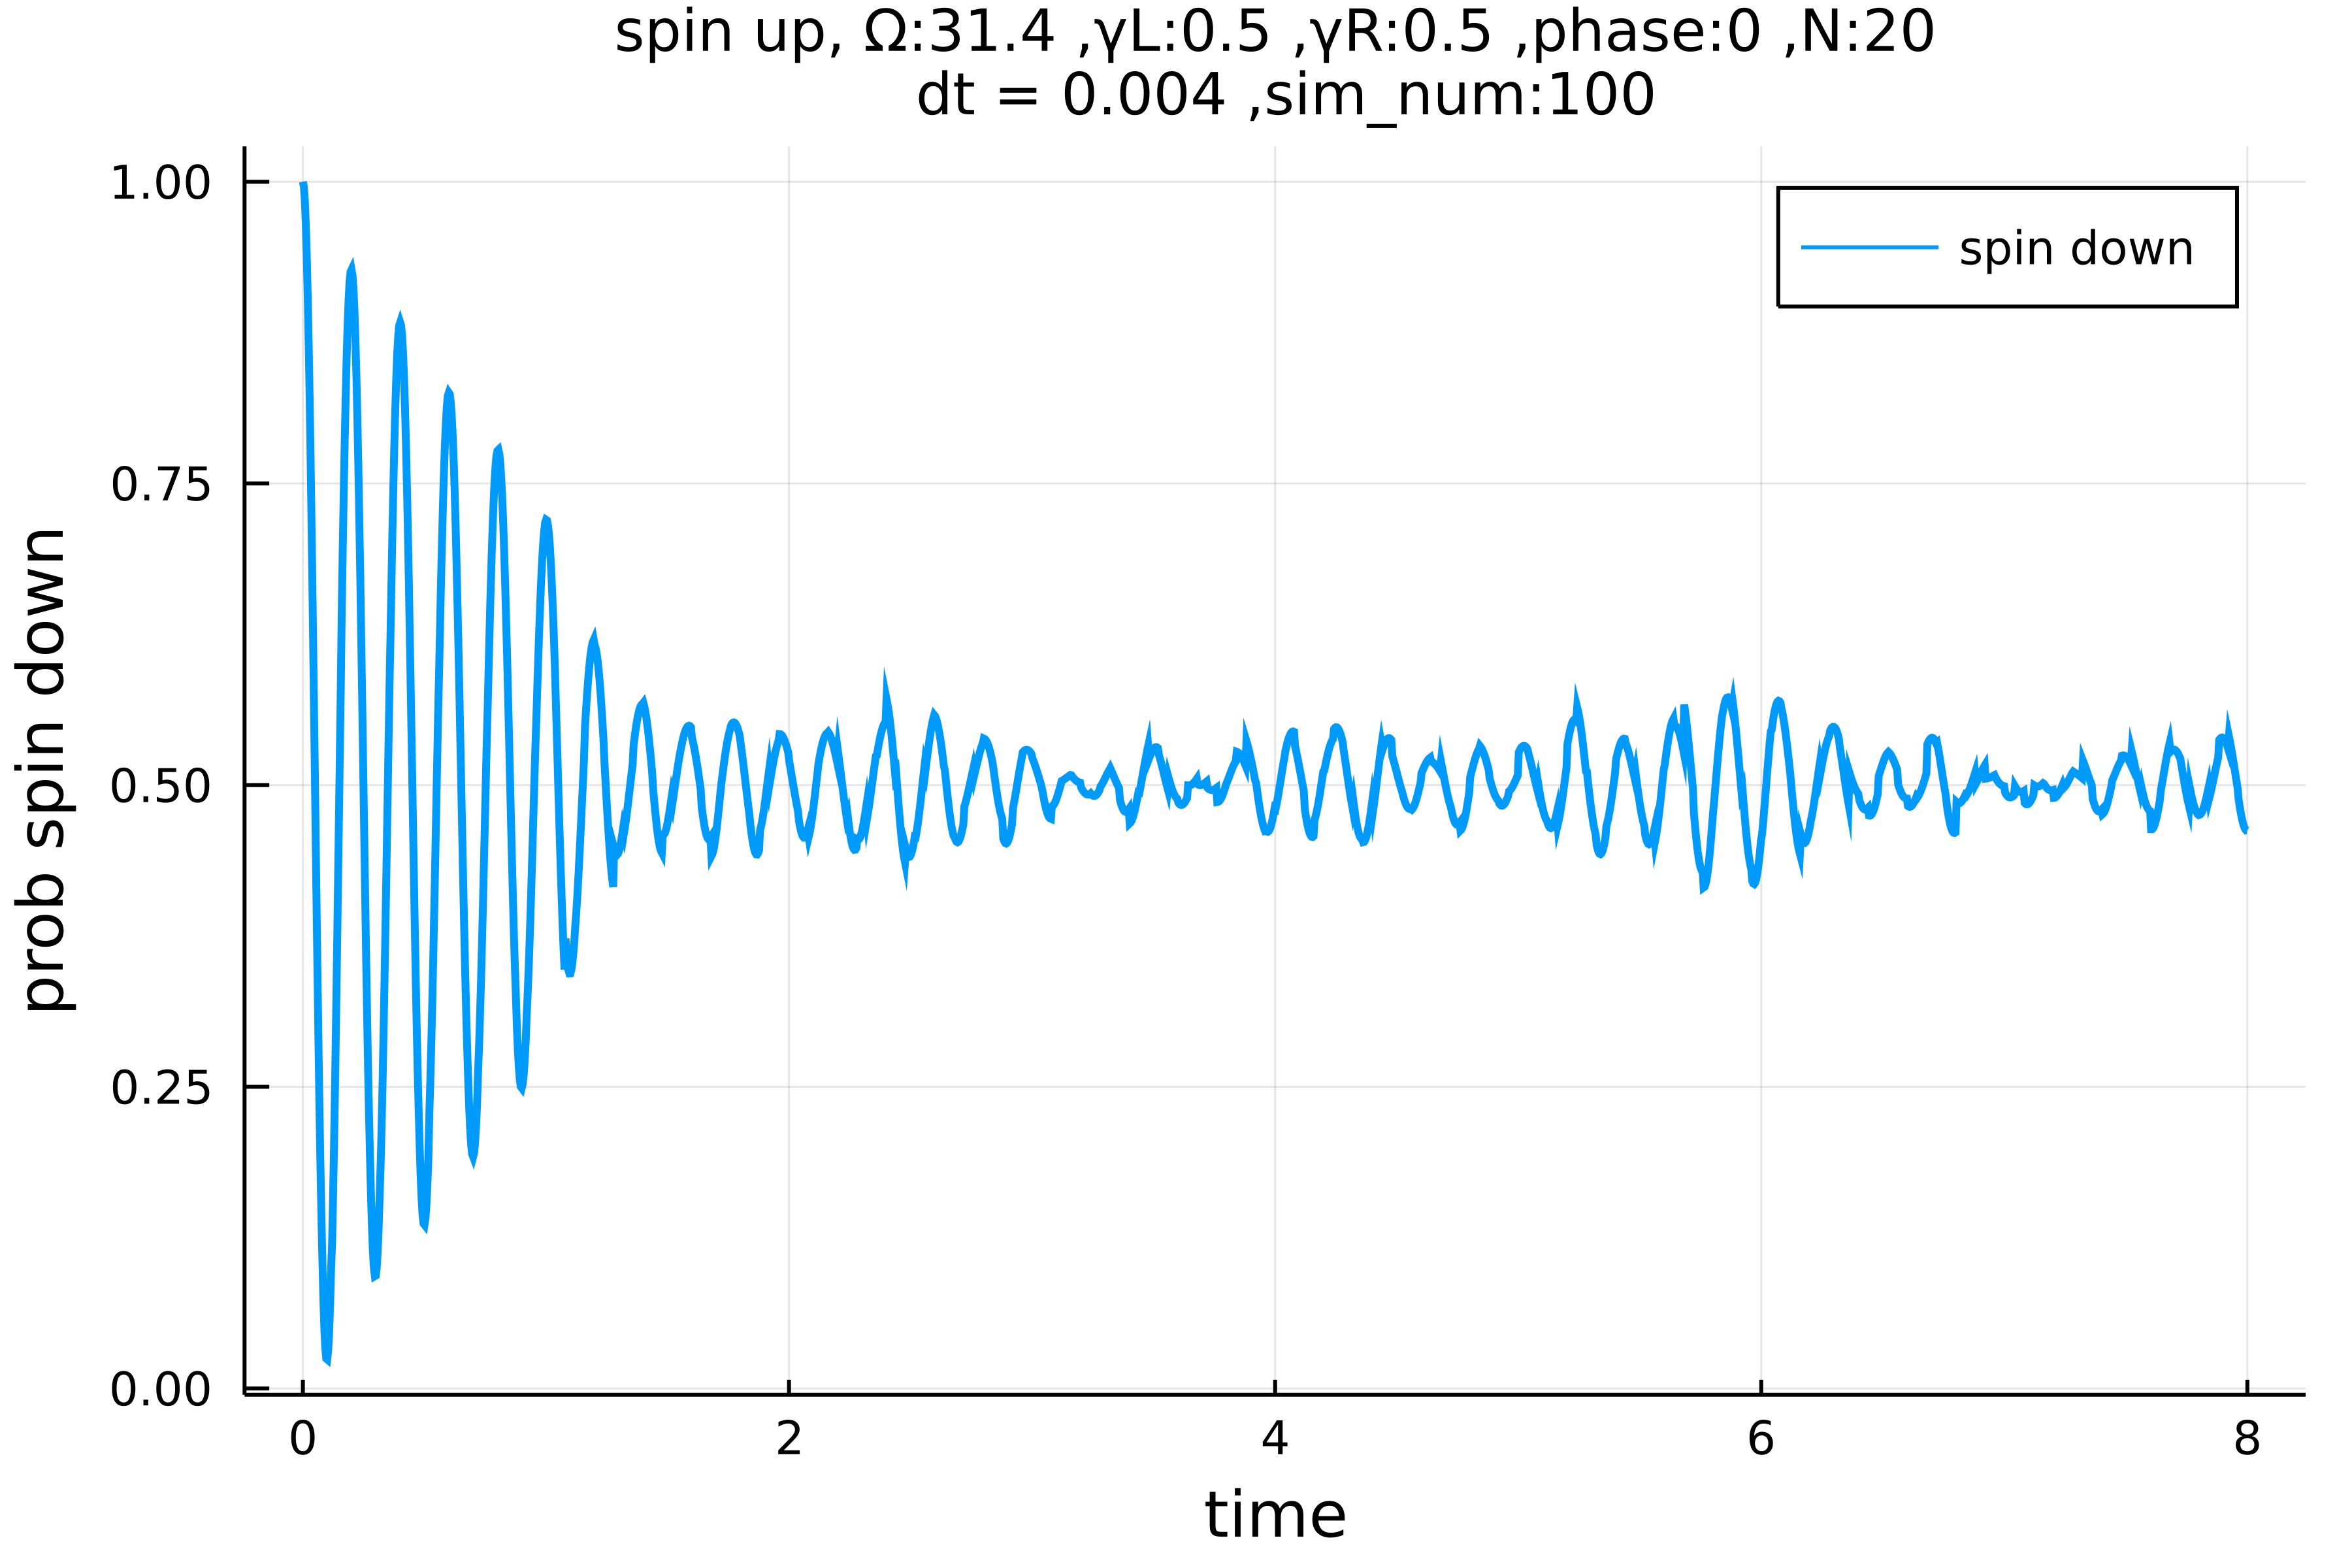 spin up, Ω:31.4 ,γL:0.5 ,γR:0.5 ,phase:0 ,N:20
dt = 0.004 ,sim_num:100
1.00
0.75
0.50
0.25
0.00
prob spin down
spin down
0 2 4 6 8
time